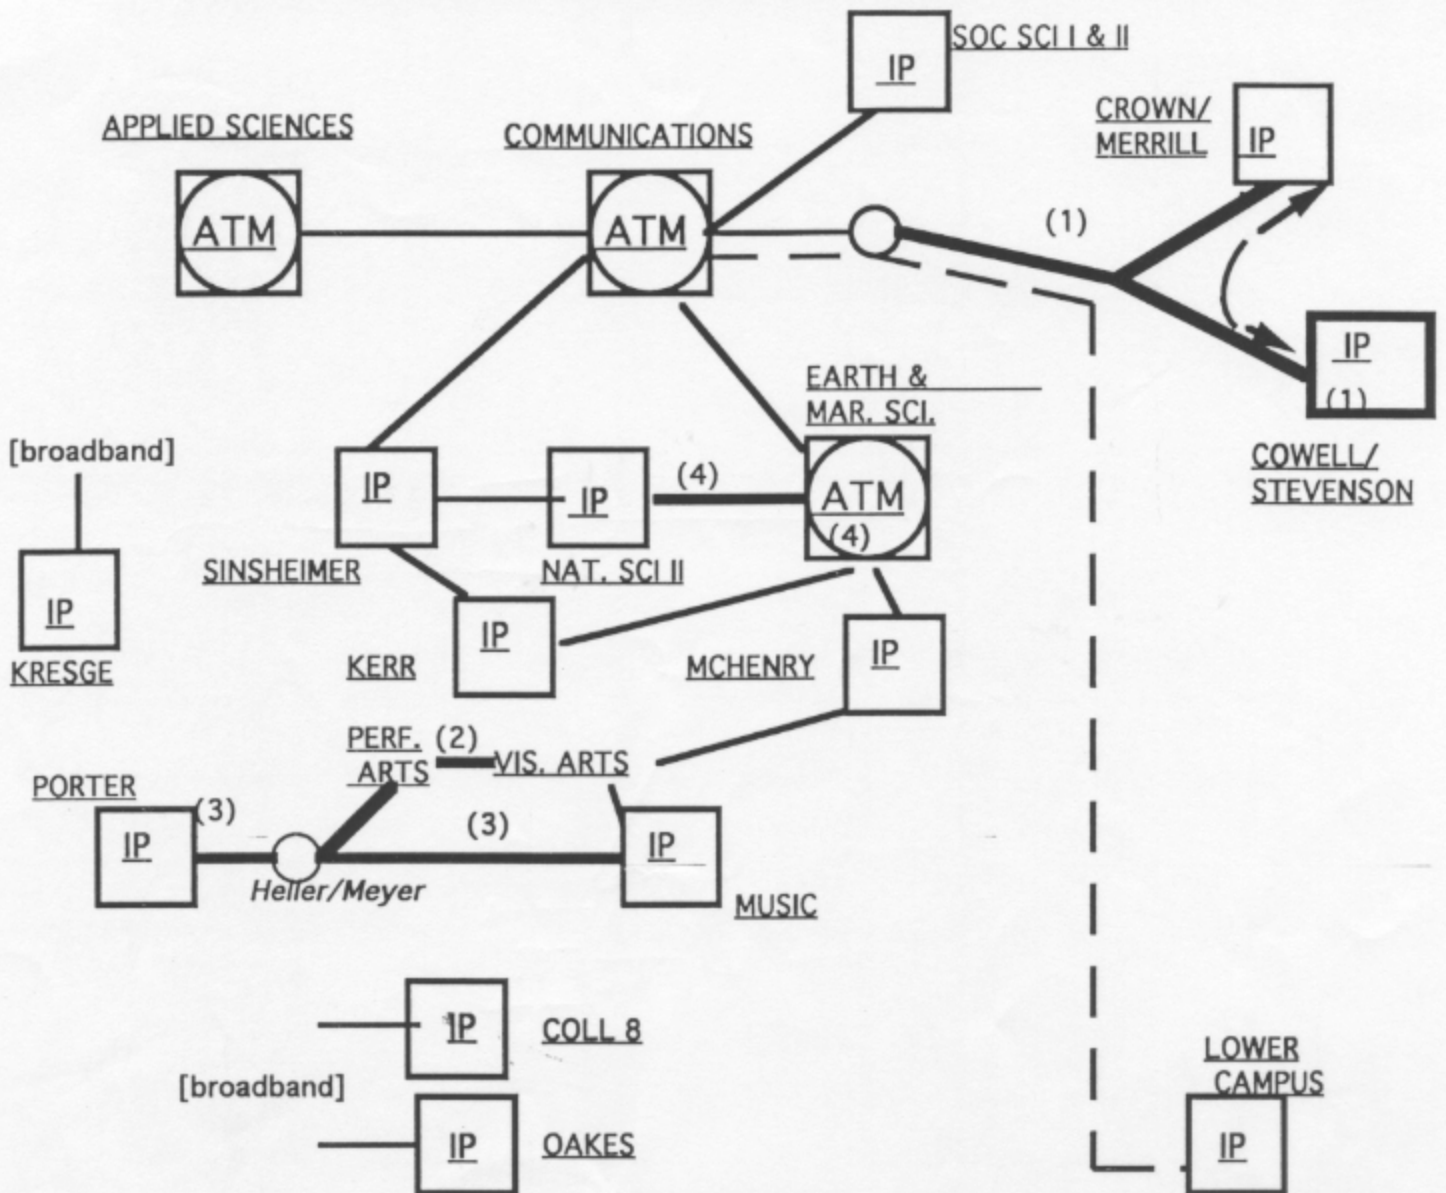 SOC SCI I & II
IP
CROWN/
MERRILL
IP
APPLIED SCIENCES
COMMUNICATIONS
ATM
ATM
(1)
IP
(1)
COWELL/
STEVENSON
EARTH &
MAR. SCI.
[broadband]
IP
IP
(4)
ATM
(4)
SINSHEIMER
NAT. SCI II
IP
KRESGE
IP
KERR
MCHENRY
IP
PERF.
ARTS
(2)
VIS. ARTS
PORTER
(3)
(3)
IP
IP
Heller/Meyer
MUSIC
IP
COLL 8
[broadband]
IP
OAKES
LOWER
CAMPUS
IP